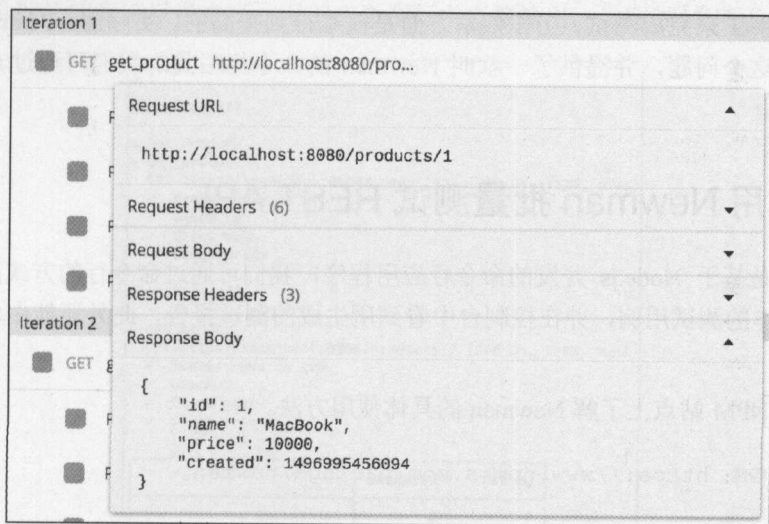 Iteration 1
GET get_product http://localhost:8080/pro...
Request URL
http://localhost:8080/products/1
Request Headers (6)
Request Body
Response Headers (3)
Iteration 2
GET
Response Body
{
"id": 1,
"name": "MacBook",
"price": 10000,
"created": 1496995456094
}